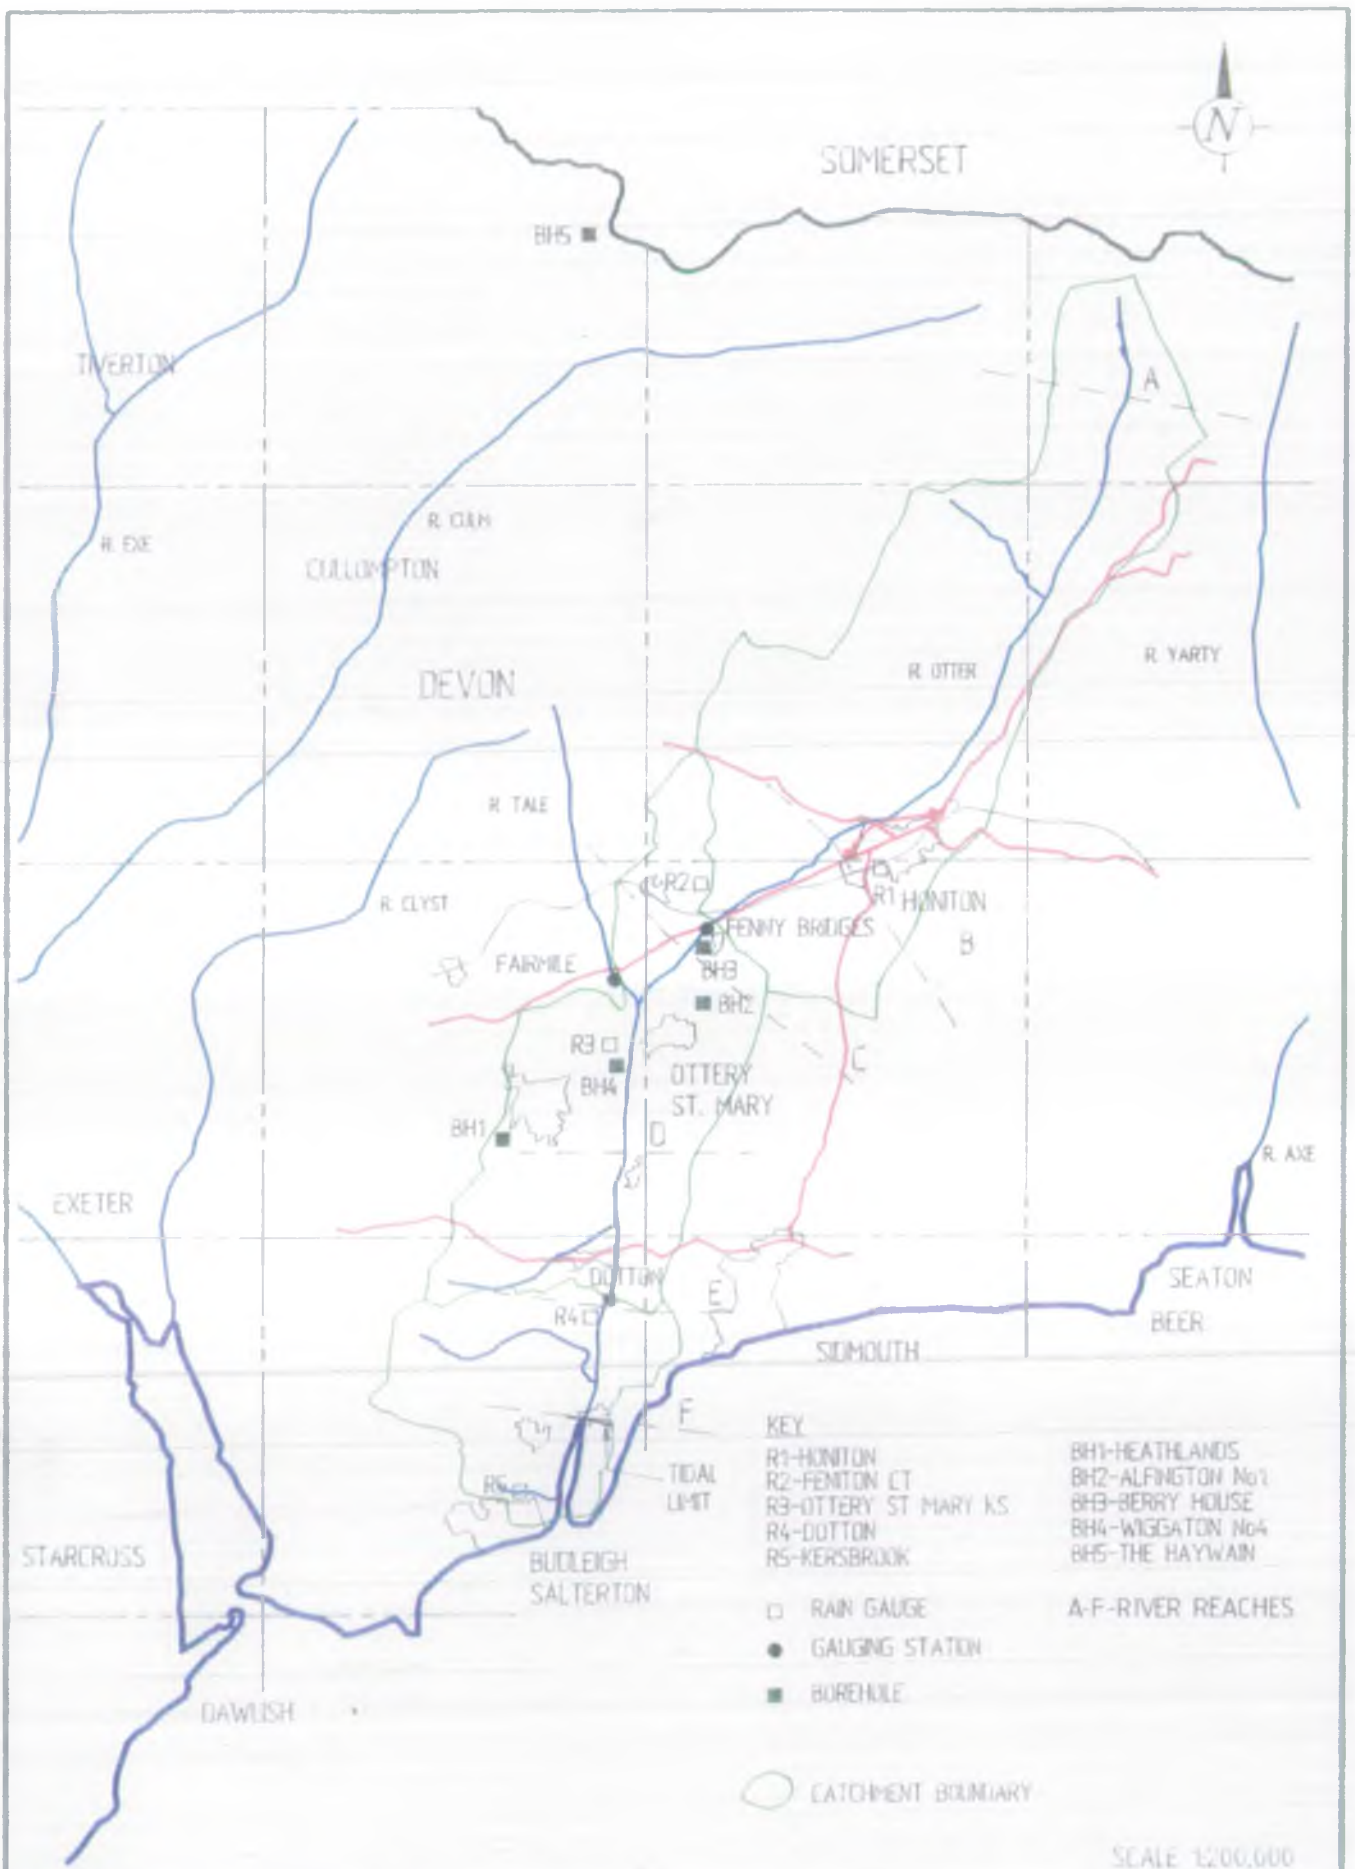 N
SOMERSET
BH5
TIVERTON
A
R. CULM
R. EXE
CULLOMPTON
R. YARTY
R. OTTER
DEVON
R. TALE
R2
R. CLYST
R1 HONITON
FENNY BRIDGES
B
FAIRMILE
BH3
BH2
R3
C
OTTERY
ST. MARY
BH4
BH1
D
R. AXE
EXETER
DOTTON
SEATON
E
R4
BEER
SIDMOUTH
F
KEY
R1-HONITON
R2-FENITON CT
R3-OTTERY ST MARY KS
R4-DOTTON
R5-KERSBROOK
BH1-HEATHLANDS
BH2-ALFINGTON No1
BH3-BERRY HOUSE
BH4-WIGGATON No4
BH5-THE HAYWAIN
TIDAL
LIMIT
STARCROSS
BUDLEIGH
SALTERTON
RAIN GAUGE
A-F-RIVER REACHES
GAUGING STATION
BOREHOLE
DAWLISH
CATCHMENT BOUNDARY
SCALE 1:200,000